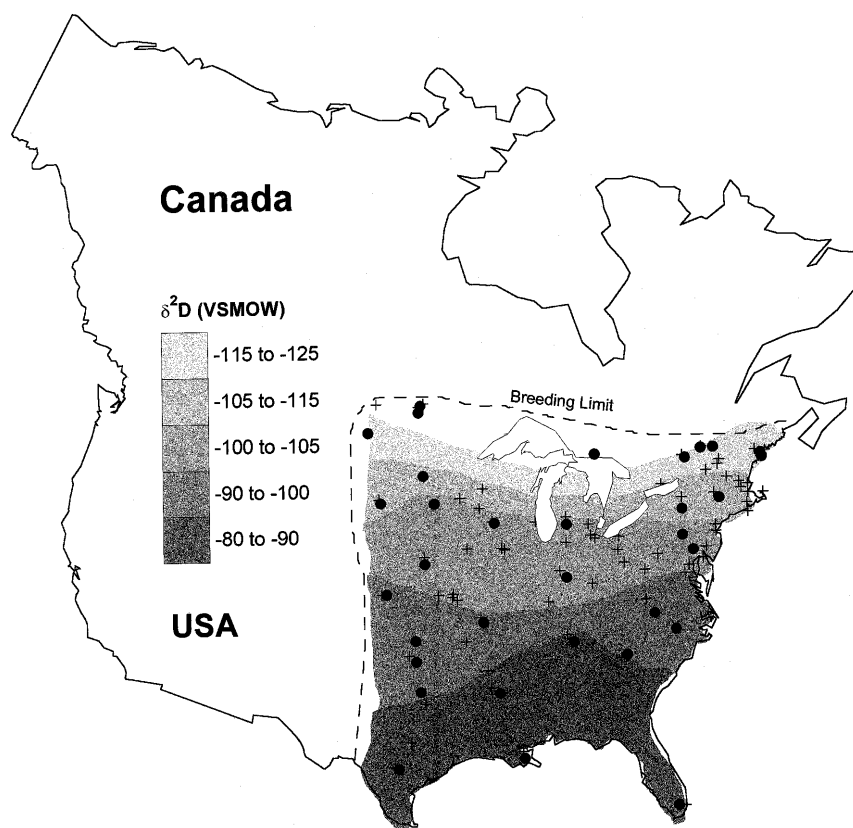 Canada
δ²D (VSMOW)
-115 to -125
-105 to -115
-100 to -105
-90 to -100
-80 to -90
Breeding Limit
USA